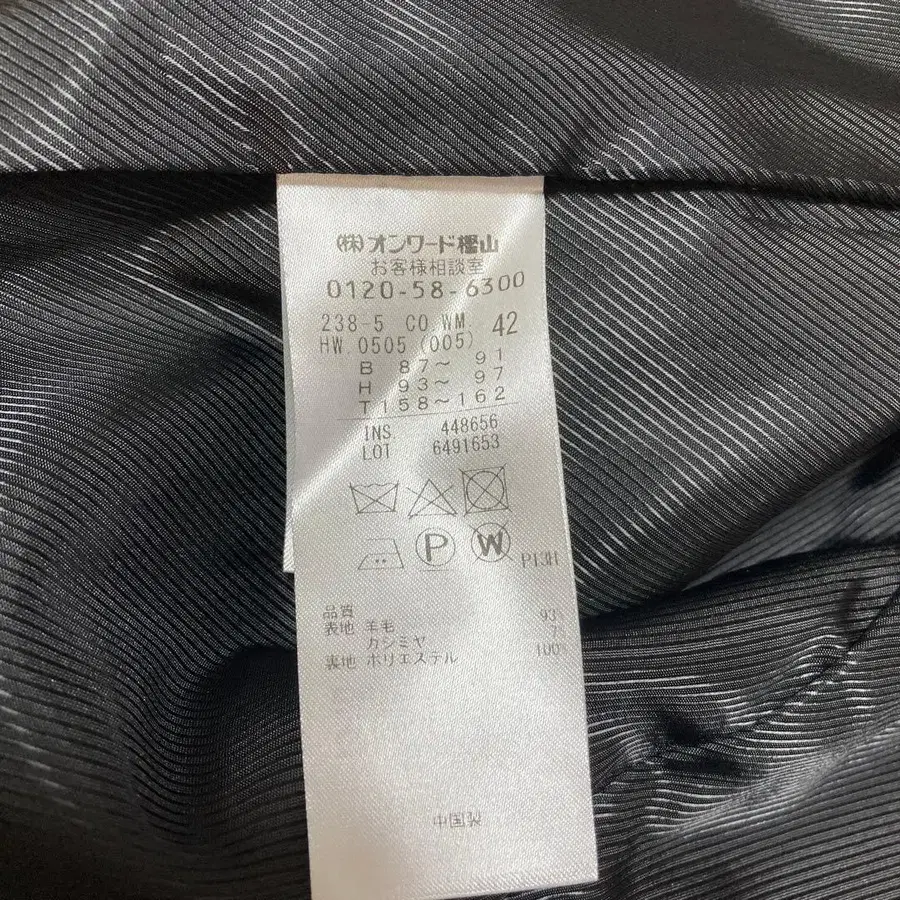 (株)オンワード樫山
お客様相談室
0120-58-6300
238-5 CO.WM. 42
HW.0505(005)
B 87～ 91
H 93～ 97
T158～162
INS. 448656
LOT 6491653
P
W
P13H
品質
表地 羊毛 93%
カシミヤ 7%
裏地 ポリエステル 100%
中国製